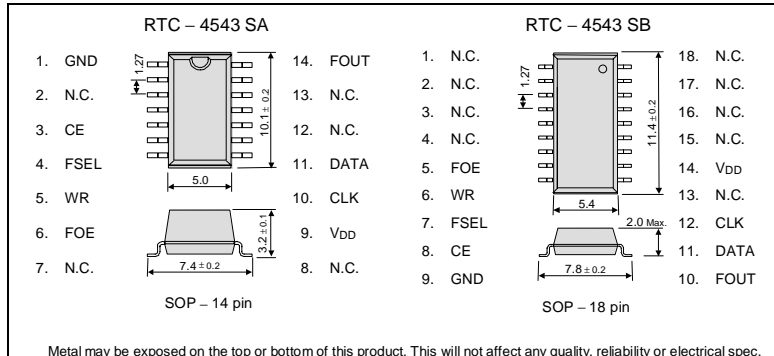 RTC – 4543 SA
1. GND
2. N.C.
3. CE
4. FSEL
5. WR
6. FOE
7. N.C.
14. FOUT
13. N.C.
12. N.C.
11. DATA
10. CLK
9. VDD
8. N.C.
1.27
10.1 ± 0.2
5.0
3.2 ± 0.1
7.4 ± 0.2
SOP – 14 pin
RTC – 4543 SB
1. N.C.
2. N.C.
3. N.C.
4. N.C.
5. FOE
6. WR
7. FSEL
8. CE
9. GND
18. N.C.
17. N.C.
16. N.C.
15. N.C.
14. VDD
13. N.C.
12. CLK
11. DATA
10. FOUT
1.27
11.4 ± 0.2
5.4
2.0 Max.
7.8 ± 0.2
SOP – 18 pin
Metal may be exposed on the top or bottom of this product. This will not affect any quality, reliability or electrical spec.